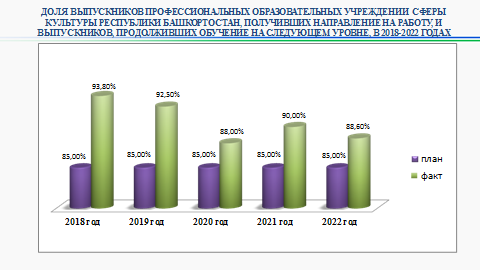 ДОЛЯ ВЫПУСКНИКОВ ПРОФЕССИОНАЛЬНЫХ ОБРАЗОВАТЕЛЬНЫХ УЧРЕЖДЕНИИ СФЕРЫ
КУЛЬТУРЫ РЕСПУБЛИКИ БАШКОРТОСТАН, ПОЛУЧИВШИХ НАПРАВЛЕНИЕ НА РАБОТУ, И
ВЫПУСКНИКОВ, ПРОДОЛЖИВШИХ ОБУЧЕНИЕ НА СЛЕДУЮЩЕМ УРОВНЕ, В 2018-2022 ГОДАХ
93,80%
92,50%
88,00%
90,00%
88,60%
85,00% 85,00% 85,00% 85,00% 85,00%
план
факт
2018 год 2019 год 2020 год 2021 год 2022 год